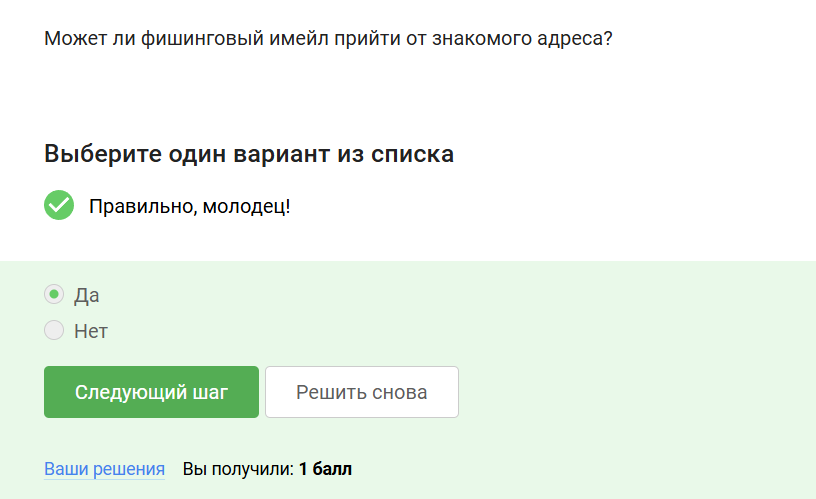 Может ли фишинговый имейл прийти от знакомого адреса?
Выберите один вариант из списка
Правильно, молодец!
Да
Нет
Следующий шаг Решить снова
Ваши решения Вы получили: 1 балл